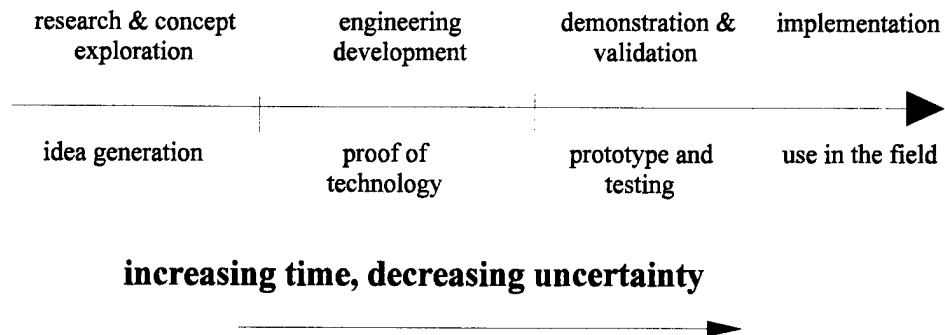 research & concept
exploration
engineering
development
demonstration &
validation
implementation
idea generation
proof of
technology
prototype and
testing
use in the field
increasing time, decreasing uncertainty